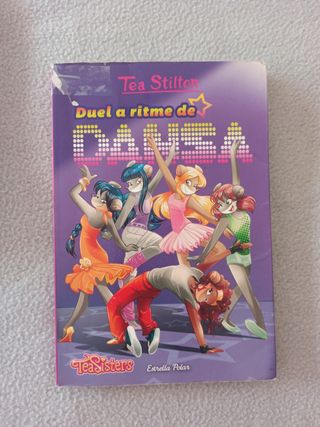 Tea Stilton
Duel a ritme de
DANSA
TeaSisters
Estrella Polar